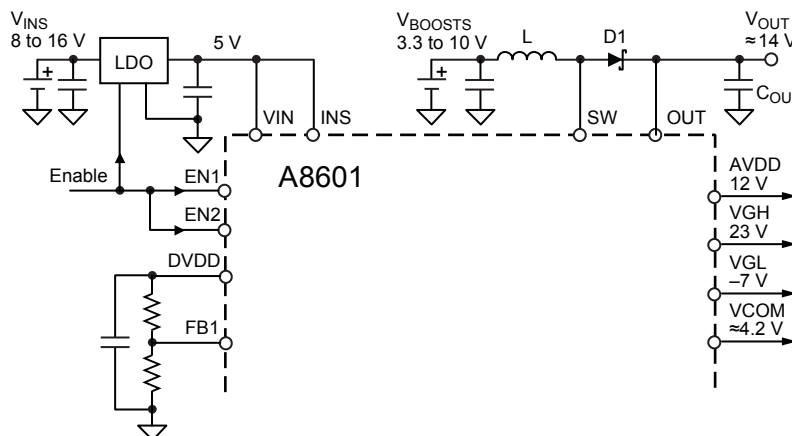 VINS
8 to 16 V
LDO
5 V
VBOOSTS
3.3 to 10 V
L
D1
VOUT
≈14 V
COU
VIN
INS
SW
OUT
A8601
Enable
EN1
EN2
DVDD
FB1
AVDD
12 V
VGH
23 V
VGL
–7 V
VCOM
≈4.2 V